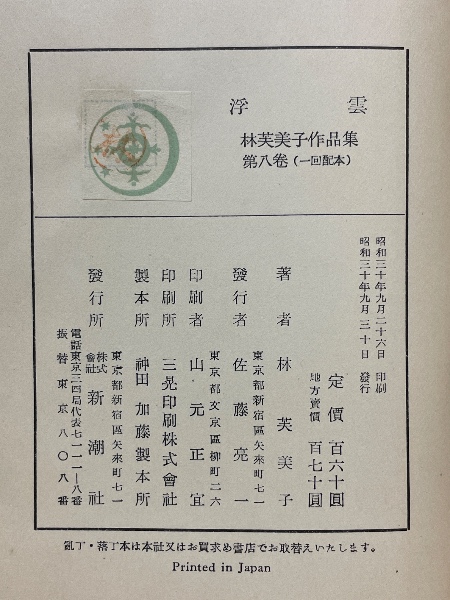 浮雲
林芙美子作品集
第八卷(一回配本)
昭和三十年九月二十六日 印刷
昭和三十年九月三十日 發行
定價 百六十圓
地方賣價 百七十圓
著者 林芙美子
東京都新宿區矢來町七一
發行者 佐藤亮一
東京都文京區柳町二六
印刷者 山元正宜
印刷所 三晃印刷株式會社
製本所 神田 加藤製本所
東京都新宿區矢來町七一
發行所 株式會社 新潮社
電話東京三四局代表七一一一―八番
振替東京八〇八番
亂丁・落丁本は本社又はお買求め書店でお取替えいたします。
Printed in Japan